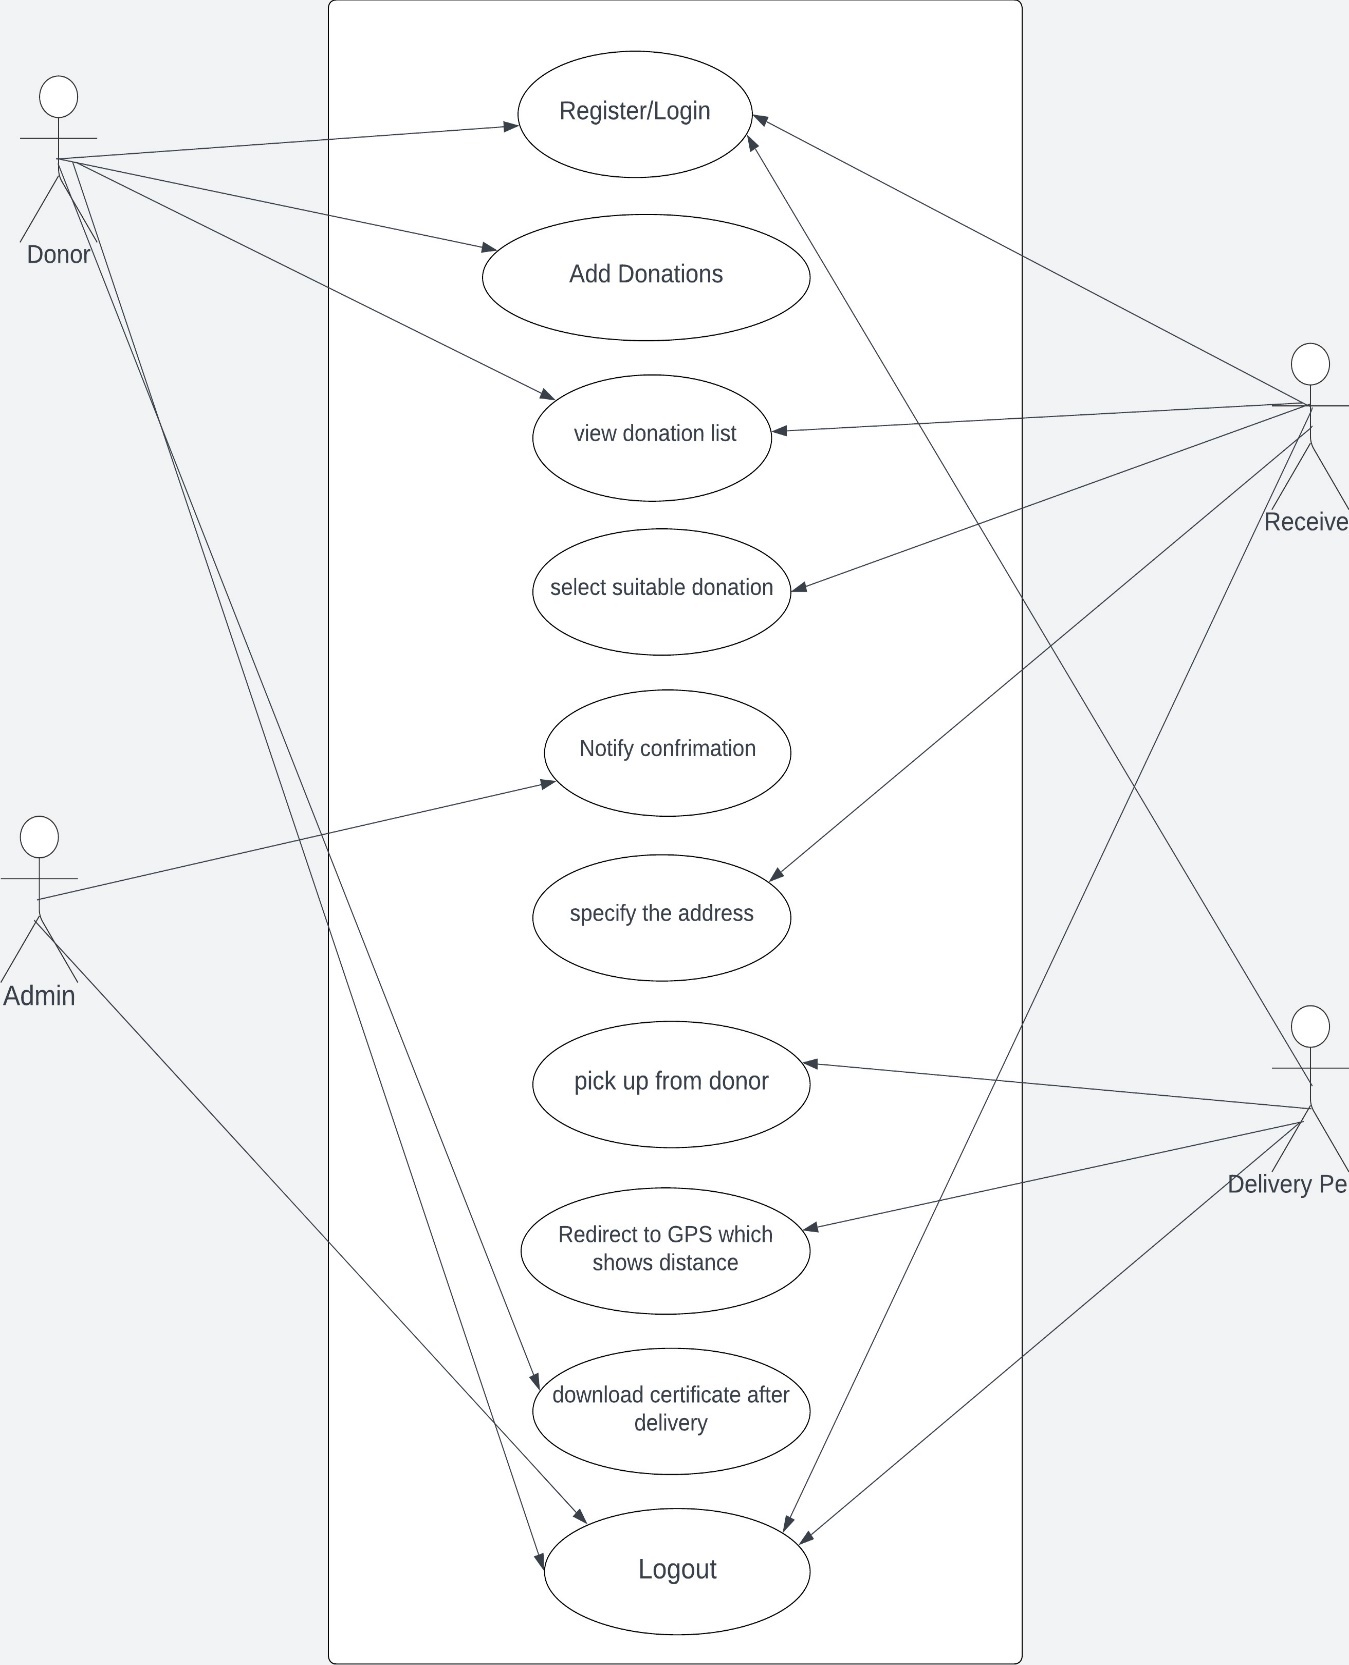 Register/Login
Donor
Add Donations
view donation list
Receive
select suitable donation
Notify confrimation
specify the address
Admin
pick up from donor
Delivery Pe
Redirect to GPS which
shows distance
download certificate after
delivery
Logout